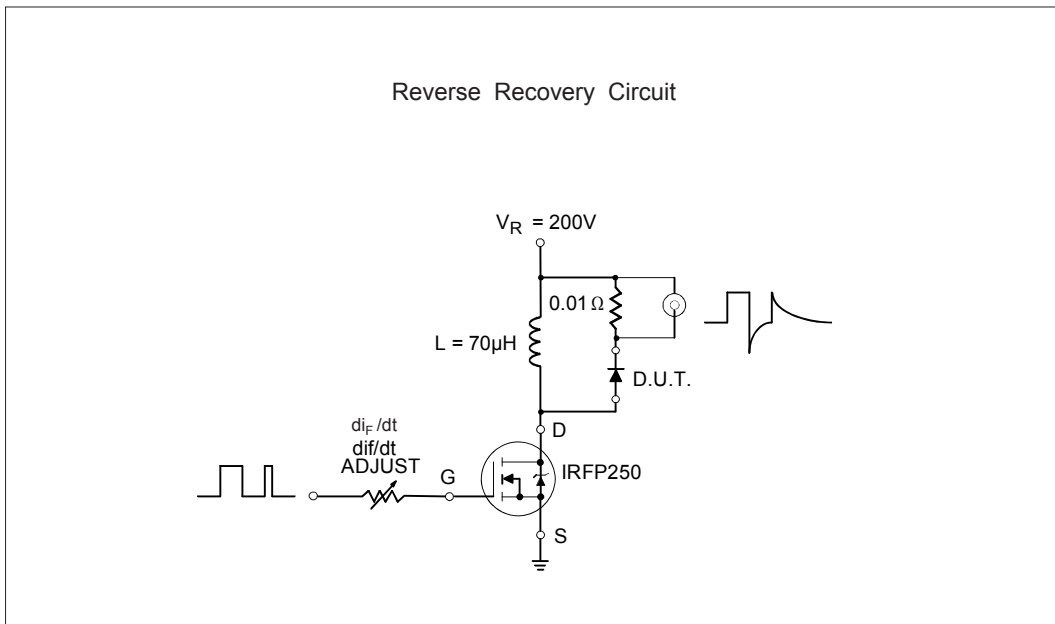 Reverse Recovery Circuit
V_R = 200V
0.01 Ω
L = 70µH
D.U.T.
di_F/dt
dif/dt
ADJUST
D
G
IRFP250
S